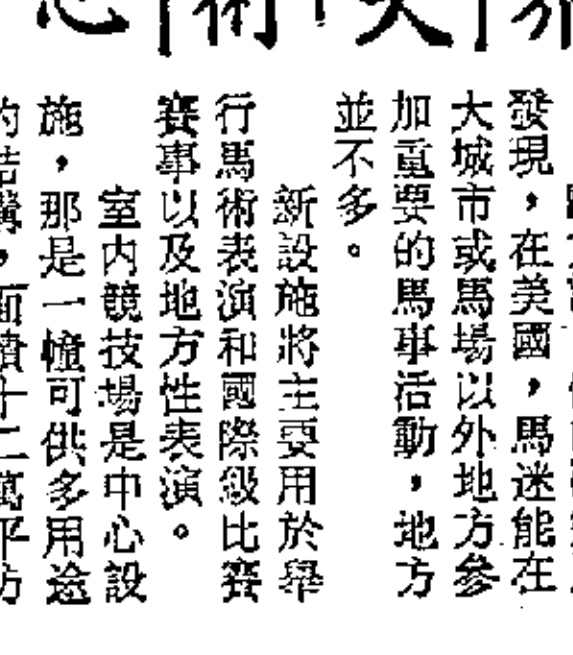 發現，在美國，馬迷能在
大城市或馬場以外地方參
加重要的馬事活動，地方
並不多。
新設施將主要用於舉
行馬術表演和國際級比賽
賽事以及地方性表演。
室內競技場是中心設
施，那是一幢可供多用途
的結構，面積十二萬平方